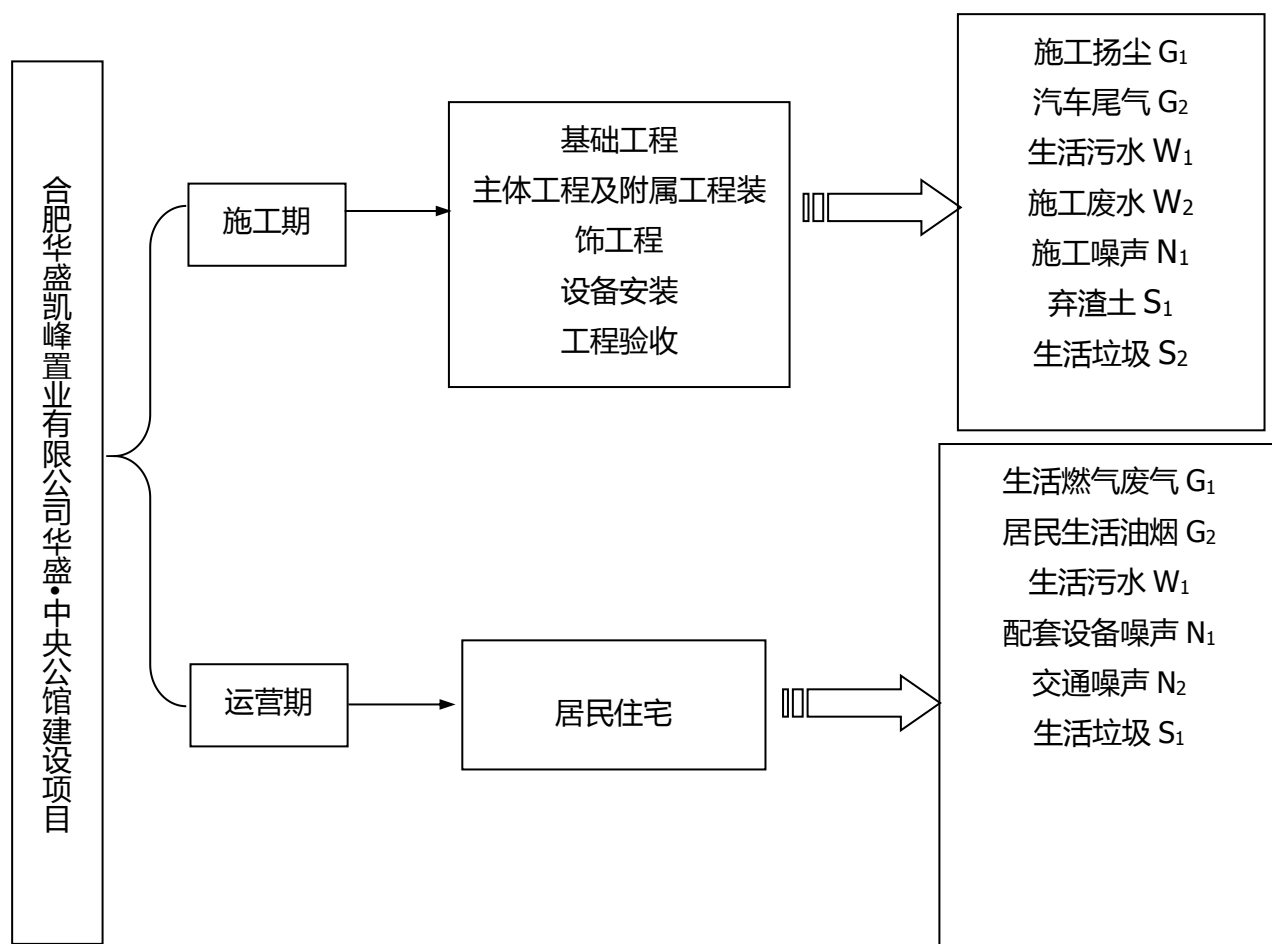 合肥华盛凯峰置业有限公司华盛•中央公馆建设项目
施工期
基础工程
主体工程及附属工程装
饰工程
设备安装
工程验收
施工扬尘 G₁
汽车尾气 G₂
生活污水 W₁
施工废水 W₂
施工噪声 N₁
弃渣土 S₁
生活垃圾 S₂
运营期
居民住宅
生活燃气废气 G₁
居民生活油烟 G₂
生活污水 W₁
配套设备噪声 N₁
交通噪声 N₂
生活垃圾 S₁